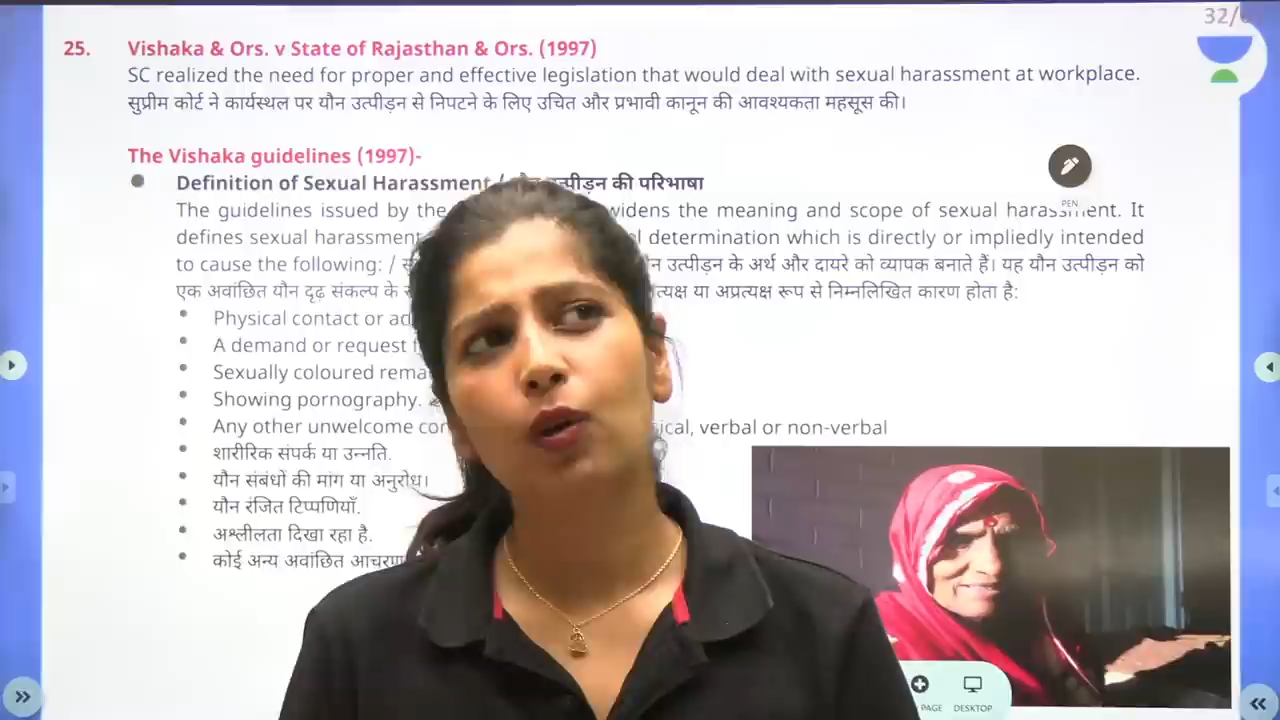 32/
25. Vishaka & Ors. v State of Rajasthan & Ors. (1997)
SC realized the need for proper and effective legislation that would deal with sexual harassment at workplace.
सुप्रीम कोर्ट ने कार्यस्थल पर यौन उत्पीड़न से निपटने के लिए उचित और प्रभावी कानून की आवश्यकता महसूस की।
The Vishaka guidelines (1997)-
Definition of Sexual Harassment / की परिभाषा
PEN
The guidelines issued by the widens the meaning and scope of sexual harassment. It
defines sexual harassment determination which is directly or impliedly intended
to cause the following: / उत्पीड़न के अर्थ और दायरे को व्यापक बनाते हैं। यह यौन उत्पीड़न को
एक अवांछित यौन दृढ़ संकल्प के या अप्रत्यक्ष रूप से निम्नलिखित कारण होता है:
Physical contact or
A demand or request
Sexually coloured
Showing pornography.
Any other unwelcome verbal or non-verbal
शारीरिक संपर्क या उन्नति.
यौन संबंधों की मांग या अनुरोध।
यौन रंजित टिप्पणियाँ.
अश्लीलता दिखा रहा है.
कोई अन्य अवांछित आचरण
PAGE DESKTOP